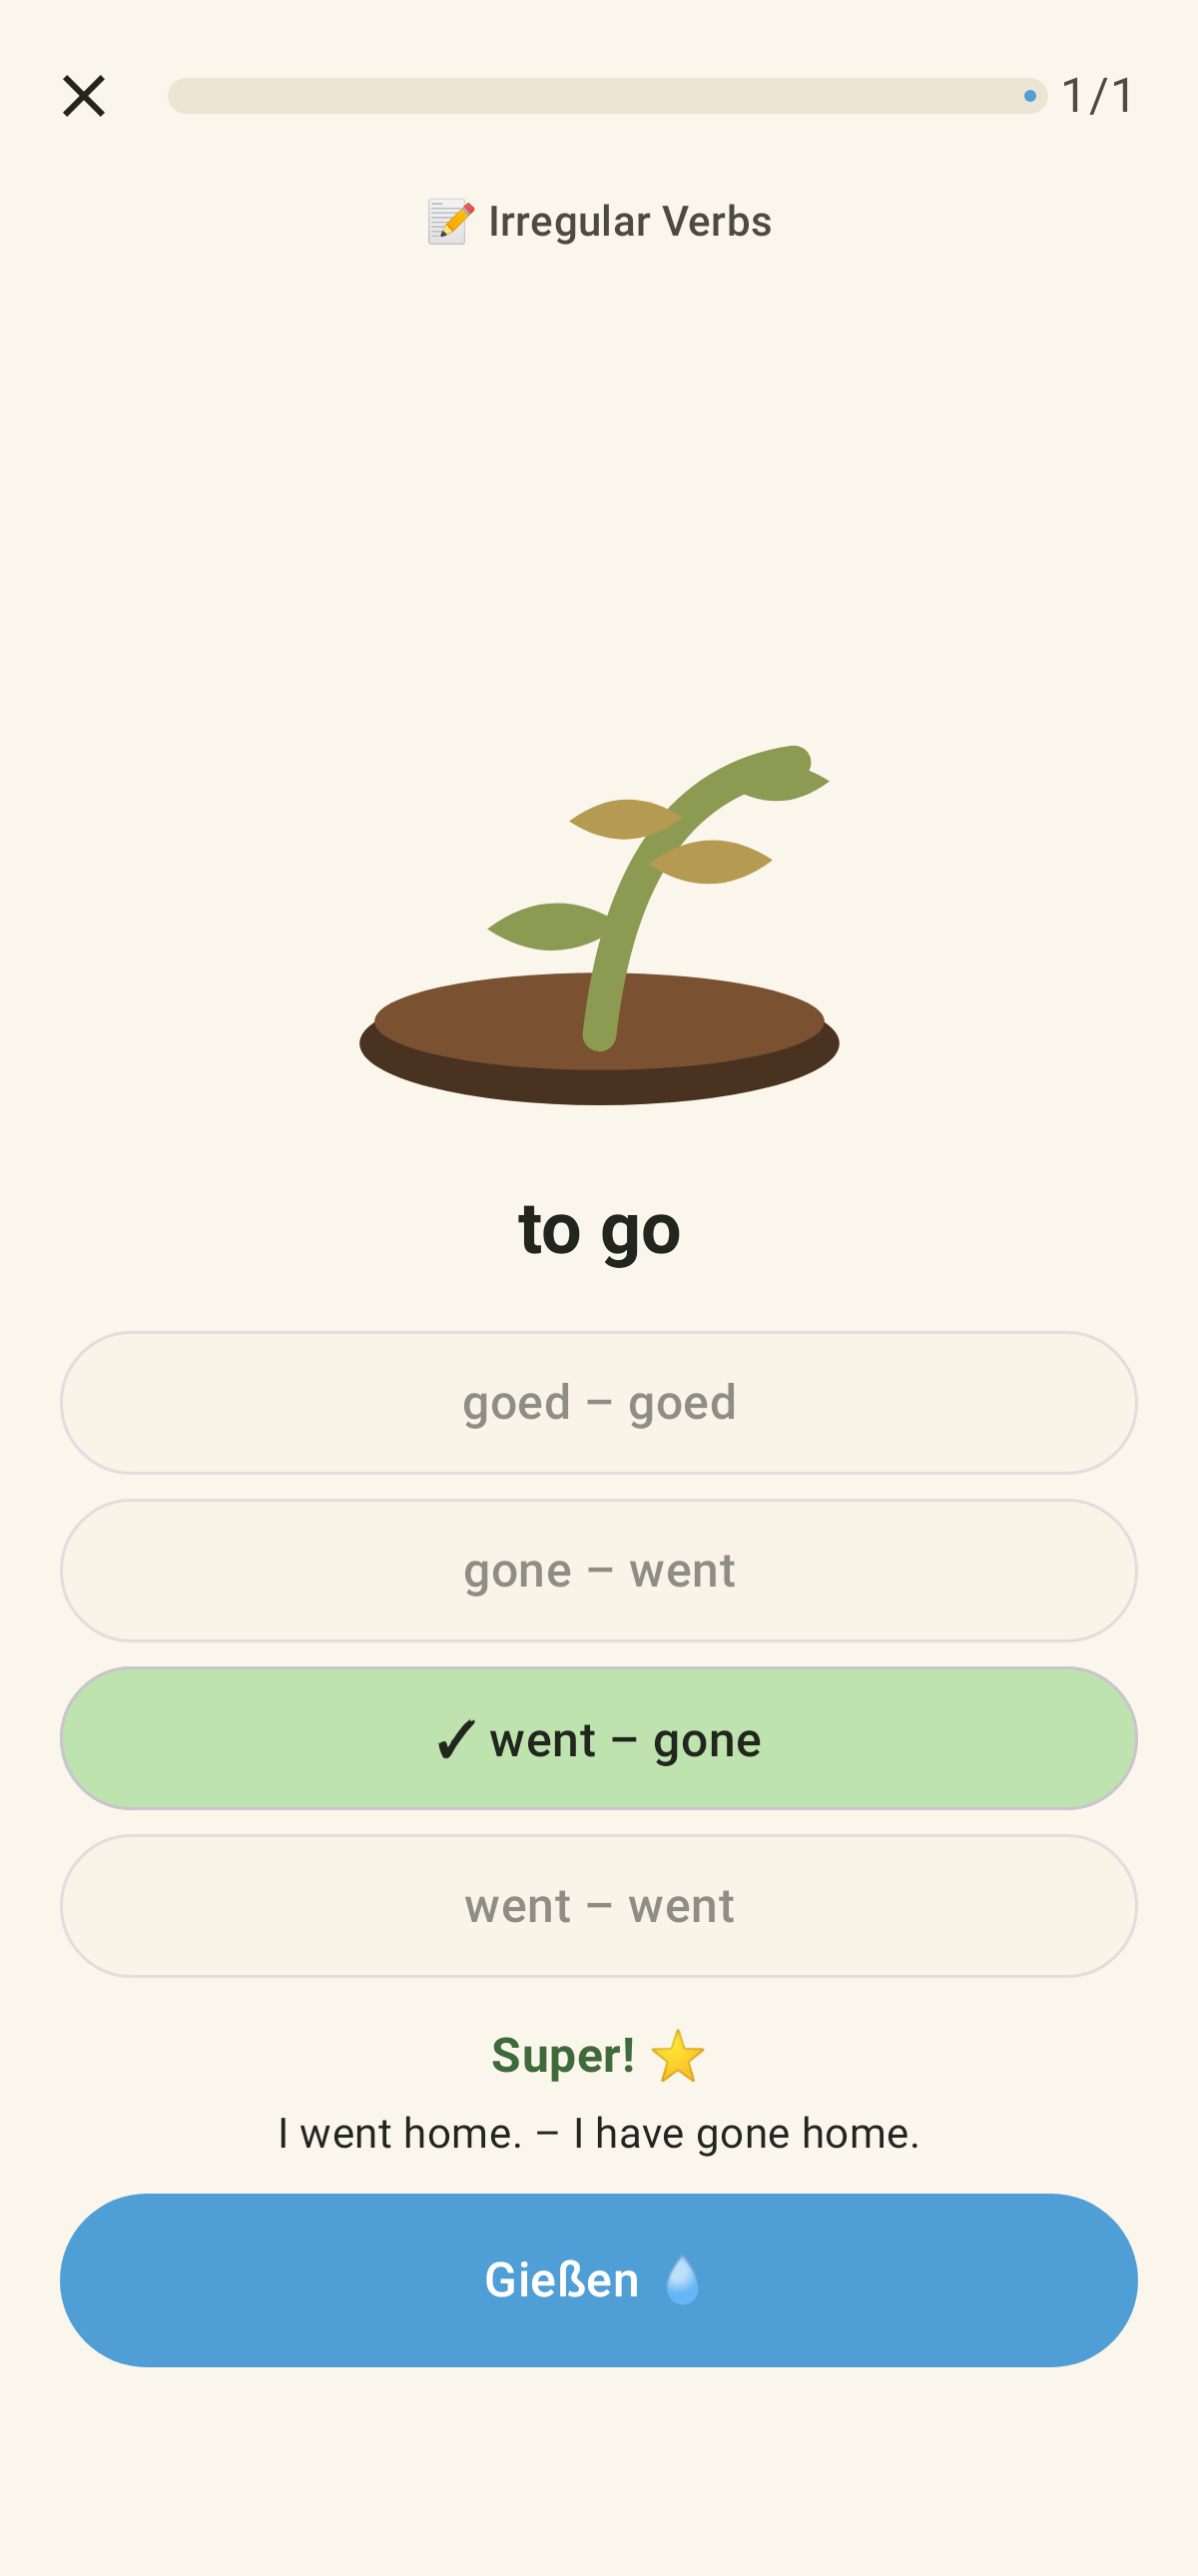 1/1
📝 Irregular Verbs
to go
goed – goed
gone – went
✓ went – gone
went – went
Super! ⭐
I went home. – I have gone home.
Gießen 💧